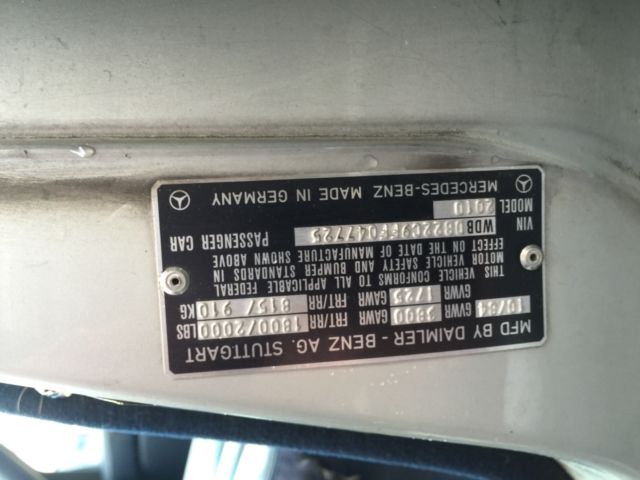 MFD BY DAIMLER - BENZ AG. STUTTGART
10/84 GVWR 3800 GAWR 1800/2000 LBS
GVWR 1725 GAWR FRT/RR 815/ 910 KG
THIS VEHICLE CONFORMS TO ALL APPLICABLE FEDERAL
MOTOR VEHICLE SAFETY AND BUMPER STANDARDS IN
EFFECT ON THE DATE OF MANUFACTURE SHOWN ABOVE
VIN PASSENGER CAR
MODEL 2010
MERCEDES-BENZ MADE IN GERMANY